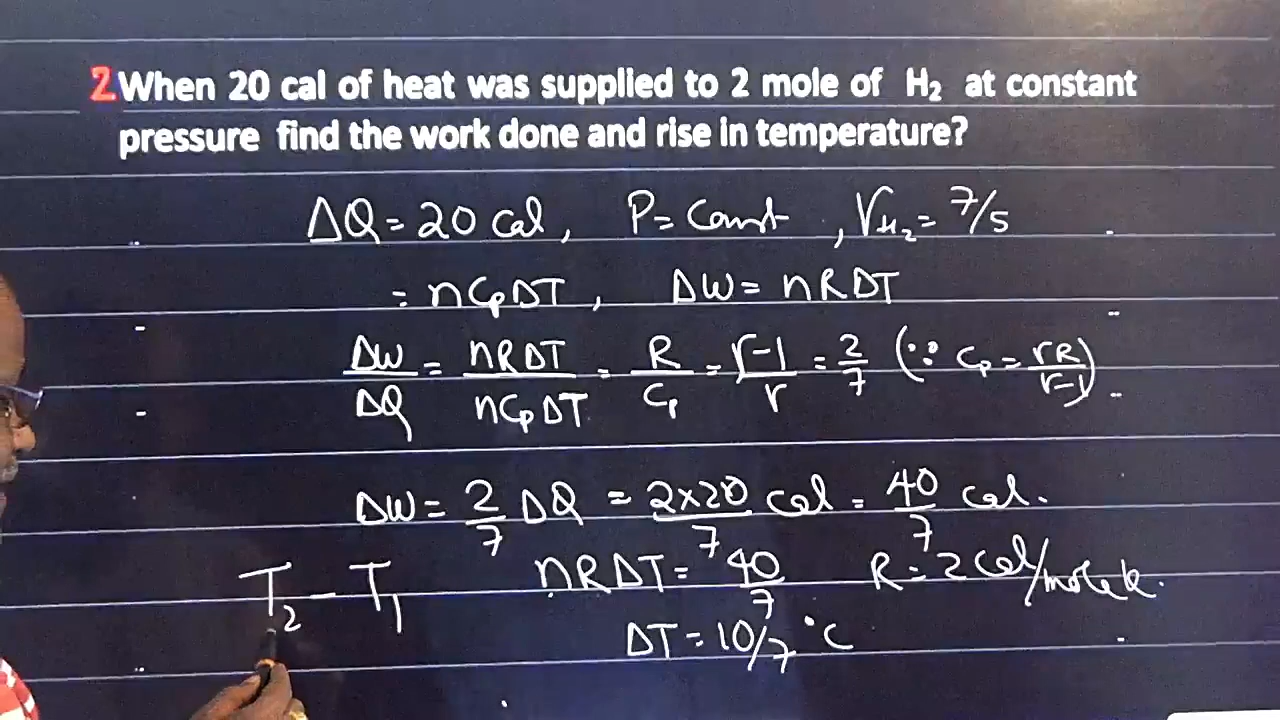 2 When 20 cal of heat was supplied to 2 mole of H₂ at constant
pressure find the work done and rise in temperature?
ΔQ = 20 Cal, P = Const, r_H₂ = 7/5
= nCpΔT, ΔW = nRΔT
ΔW/ΔQ = nRΔT/nCpΔT = R/Cp = r-1/r = 2/7 (∵ Cp = rR/r-1)
ΔW = 2/7 ΔQ = 2×20/7 Cal = 40/7 Cal.
T₂ - T₁ nRΔT = 40/7 R = 2 Cal/mole k.
ΔT = 10/7 °C